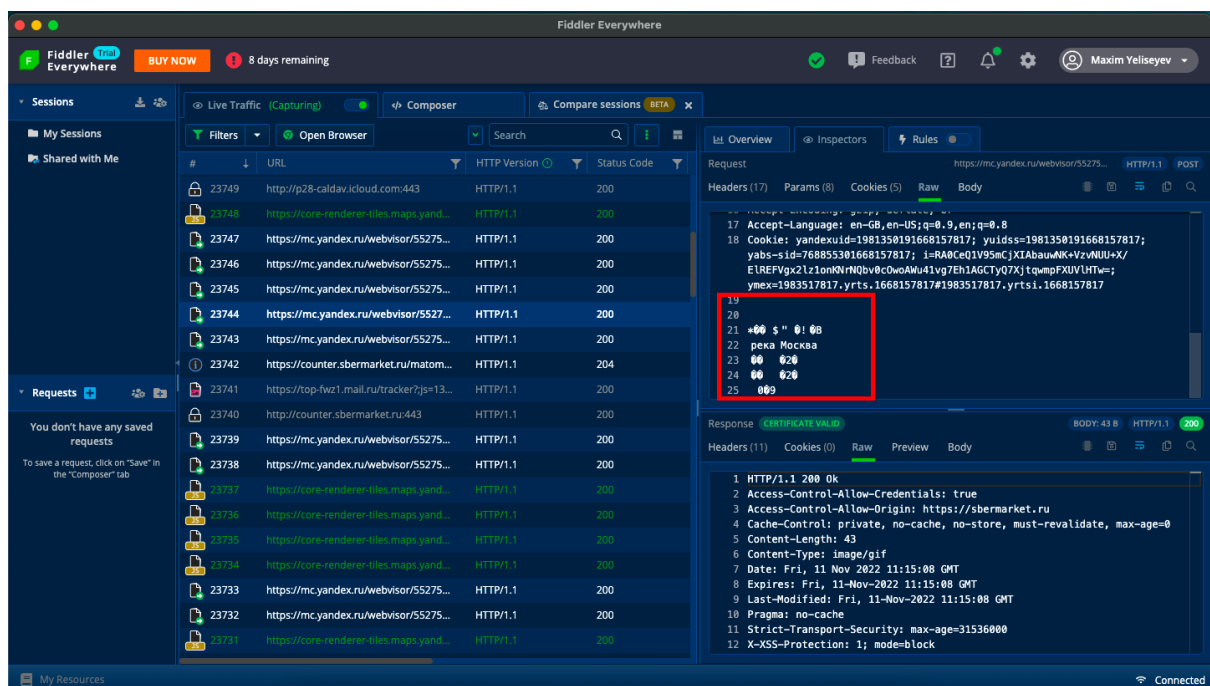 Fiddler Everywhere
Fiddler Trial
Everywhere
BUY NOW
8 days remaining
Feedback
Maxim Yeliseyev
Sessions
My Sessions
Shared with Me
Requests
You don't have any saved
requests
To save a request, click on "Save" in
the "Composer" tab
Live Traffic (Capturing)
Composer
Compare sessions BETA
Filters
Open Browser
Search
# URL HTTP Version Status Code
23749 http://p28-caldav.icloud.com:443 HTTP/1.1 200
23748 https://core-renderer-tiles.maps.yand... HTTP/1.1 200
23747 https://mc.yandex.ru/webvisor/55275... HTTP/1.1 200
23746 https://mc.yandex.ru/webvisor/55275... HTTP/1.1 200
23745 https://mc.yandex.ru/webvisor/55275... HTTP/1.1 200
23744 https://mc.yandex.ru/webvisor/5527... HTTP/1.1 200
23743 https://mc.yandex.ru/webvisor/55275... HTTP/1.1 200
23742 https://counter.sbermarket.ru/matom... HTTP/1.1 204
23741 https://top-fwz1.mail.ru/tracker?;js=13... HTTP/1.1 200
23740 http://counter.sbermarket.ru:443 HTTP/1.1 200
23739 https://mc.yandex.ru/webvisor/55275... HTTP/1.1 200
23738 https://mc.yandex.ru/webvisor/55275... HTTP/1.1 200
23737 https://core-renderer-tiles.maps.yand... HTTP/1.1 200
23736 https://core-renderer-tiles.maps.yand... HTTP/1.1 200
23735 https://core-renderer-tiles.maps.yand... HTTP/1.1 200
23734 https://core-renderer-tiles.maps.yand... HTTP/1.1 200
23733 https://mc.yandex.ru/webvisor/55275... HTTP/1.1 200
23732 https://mc.yandex.ru/webvisor/55275... HTTP/1.1 200
23731 https://core-renderer-tiles.maps.yand... HTTP/1.1 200
Overview
Inspectors
Rules
Request https://mc.yandex.ru/webvisor/55275... HTTP/1.1 POST
Headers (17) Params (8) Cookies (5) Raw Body
17 Accept-Language: en-GB,en-US;q=0.9,en;q=0.8
18 Cookie: yandexuid=1981350191668157817; yuidss=1981350191668157817;
yabs-sid=768855301668157817;
ymex=1983517817.yrts.1668157817#1983517817.yrtsi.1668157817
19
20
21 *�� $ " �! �B
22 река Москва
23 �� �2�
24 �� �2�
25 0�9
Response CERTIFICATE VALID BODY: 43 B HTTP/1.1 200
Headers (11) Cookies (0) Raw Preview Body
1 HTTP/1.1 200 Ok
2 Access-Control-Allow-Credentials: true
3 Access-Control-Allow-Origin: https://sbermarket.ru
4 Cache-Control: private, no-cache, no-store, must-revalidate, max-age=0
5 Content-Length: 43
6 Content-Type: image/gif
7 Date: Fri, 11 Nov 2022 11:15:08 GMT
8 Expires: Fri, 11-Nov-2022 11:15:08 GMT
9 Last-Modified: Fri, 11-Nov-2022 11:15:08 GMT
10 Pragma: no-cache
11 Strict-Transport-Security: max-age=31536000
12 X-XSS-Protection: 1; mode=block
My Resources
Connected